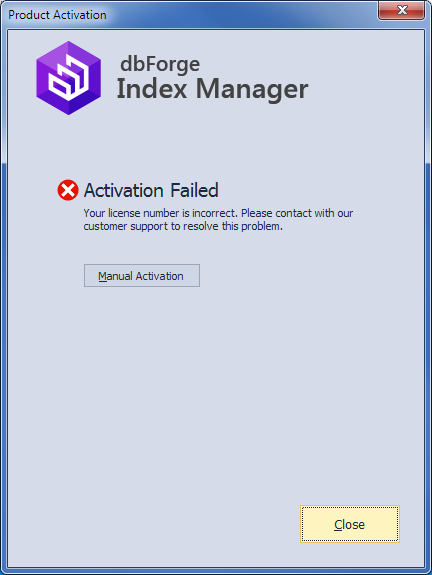 Product Activation
dbForge
Index Manager
Activation Failed
Your license number is incorrect. Please contact with our
customer support to resolve this problem.
Manual Activation
Close